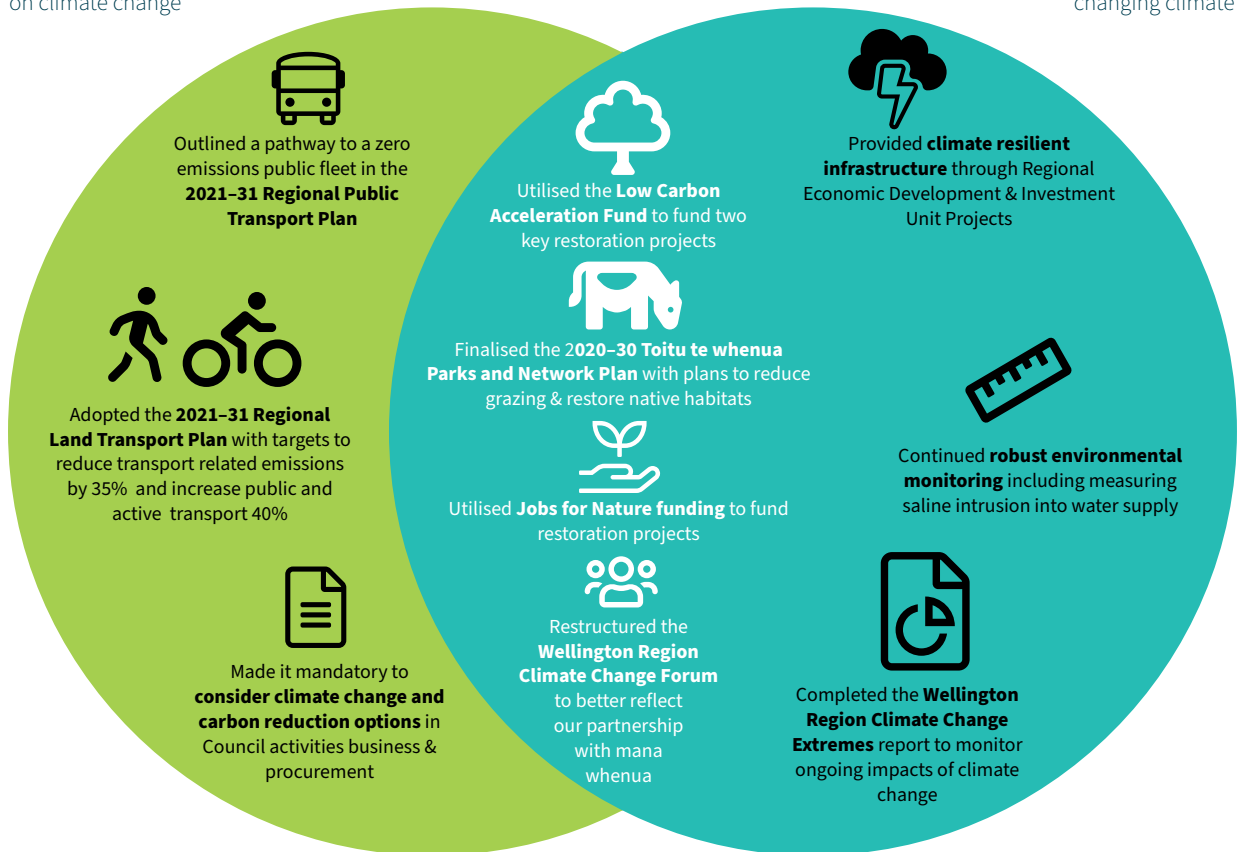 on climate change
changing climate
Outlined a pathway to a zero
emissions public fleet in the
2021–31 Regional Public
Transport Plan
Adopted the 2021–31 Regional
Land Transport Plan with targets to
reduce transport related emissions
by 35% and increase public and
active transport 40%
Made it mandatory to
consider climate change and
carbon reduction options in
Council activities business &
procurement
Utilised the Low Carbon
Acceleration Fund to fund two
key restoration projects
Finalised the 2020–30 Toitu te whenua
Parks and Network Plan with plans to reduce
grazing & restore native habitats
Utilised Jobs for Nature funding to fund
restoration projects
Restructured the
Wellington Region
Climate Change Forum
to better reflect
our partnership
with mana
whenua
Provided climate resilient
infrastructure through Regional
Economic Development & Investment
Unit Projects
Continued robust environmental
monitoring including measuring
saline intrusion into water supply
Completed the Wellington
Region Climate Change
Extremes report to monitor
ongoing impacts of climate
change